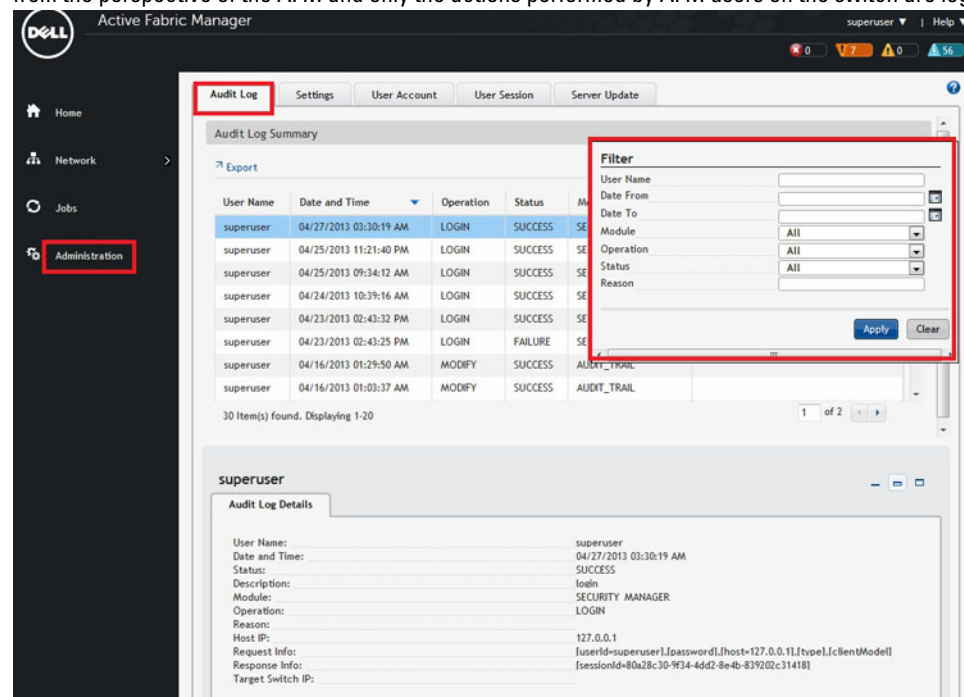 from the perspective of the AFM and only the actions performed by AFM users on the switch are log
DELL
Active Fabric Manager
superuser ▼ | Help ▼
0 7 0 56
Home
Network >
Jobs
Administration
Audit Log Settings User Account User Session Server Update
Audit Log Summary
Export
User Name Date and Time Operation Status
superuser 04/27/2013 03:30:19 AM LOGIN SUCCESS SE
superuser 04/25/2013 11:21:40 PM LOGIN SUCCESS SE
superuser 04/25/2013 09:34:12 AM LOGIN SUCCESS SE
superuser 04/24/2013 10:39:16 AM LOGIN SUCCESS SE
superuser 04/23/2013 02:43:32 PM LOGIN SUCCESS SE
superuser 04/23/2013 02:43:25 PM LOGIN FAILURE SE
superuser 04/16/2013 01:29:50 AM MODIFY SUCCESS AUDIT_TRAIL
superuser 04/16/2013 01:03:37 AM MODIFY SUCCESS AUDIT_TRAIL
30 Item(s) found. Displaying 1-20
1 of 2
Filter
User Name
Date From
Date To
Module All
Operation All
Status All
Reason
Apply Clear
superuser
Audit Log Details
User Name: superuser
Date and Time: 04/27/2013 03:30:19 AM
Status: SUCCESS
Description: login
Module: SECURITY MANAGER
Operation: LOGIN
Reason:
Host IP: 127.0.0.1
Request Info: [userId=superuser],[password],[host=127.0.0.1],[type],[clientModel]
Response Info: [sessionId=80a28c30-9f34-4dd2-8e4b-839202c31418]
Target Switch IP: